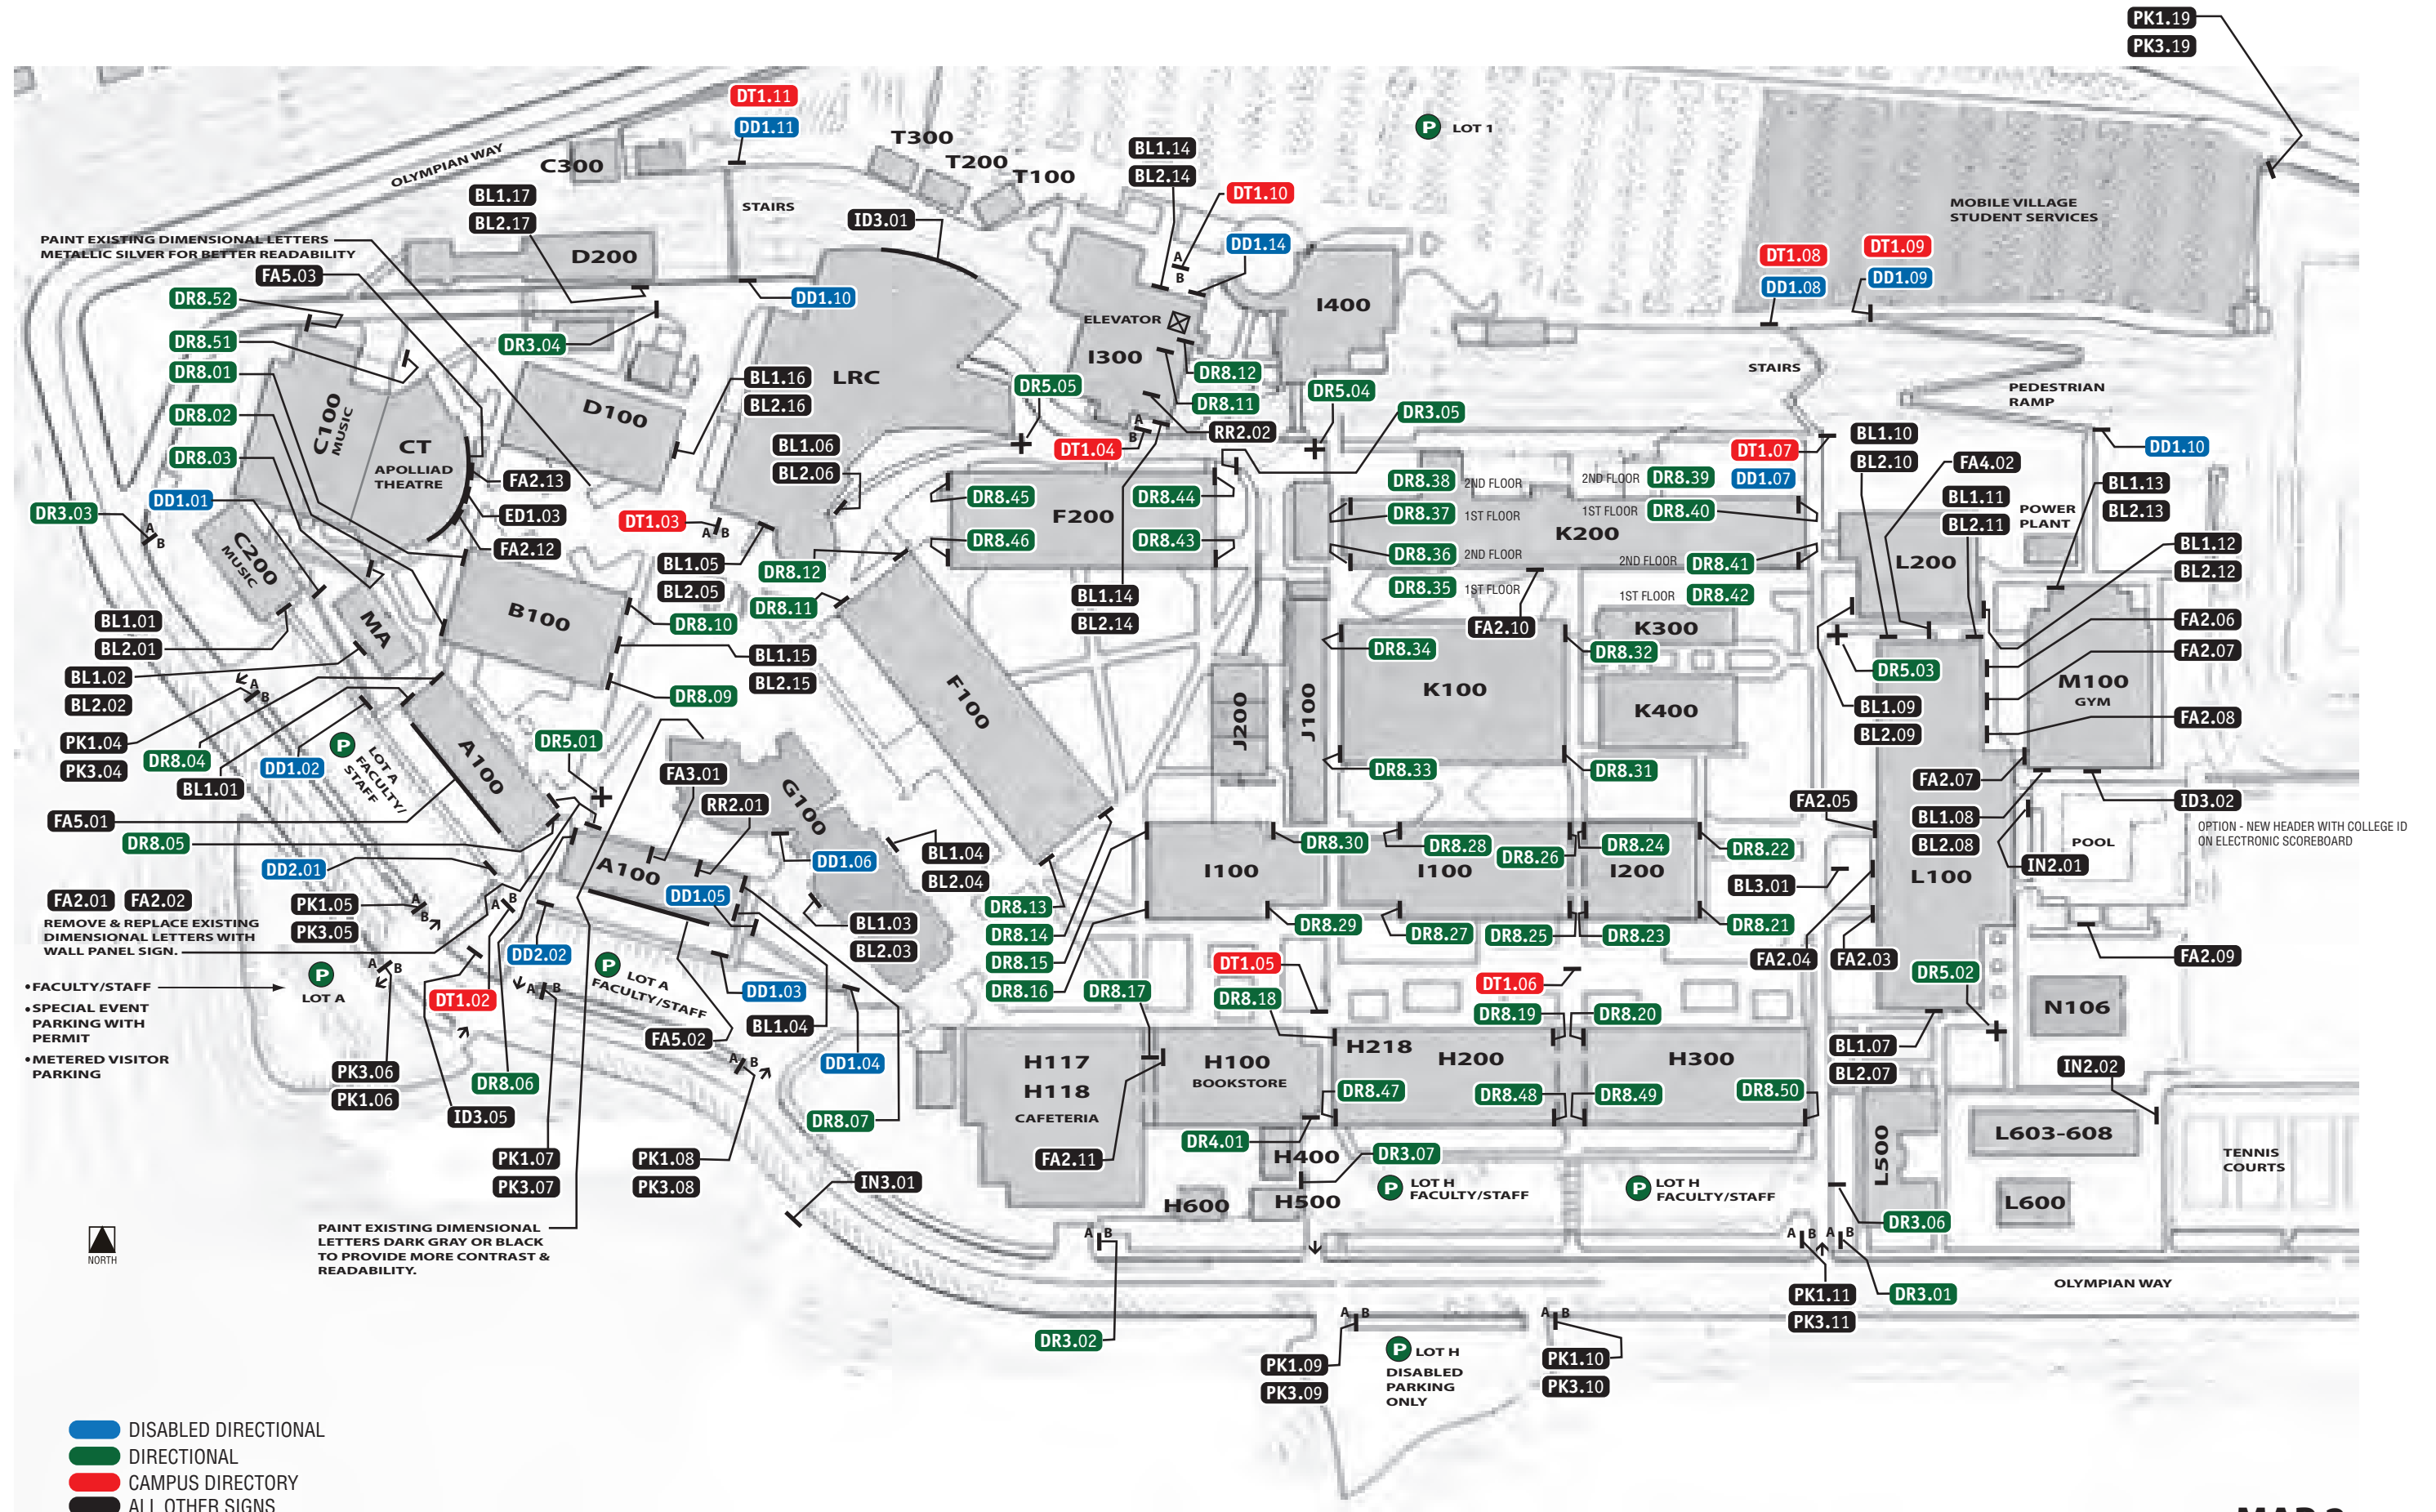 PK1.19
PK3.19
DT1.11
DD1.11
T300
T200
T100
C300
OLYMPIAN WAY
STAIRS
P LOT 1
BL1.14
BL2.14
DT1.10
A
B
DD1.14
BL1.17
BL2.17
ID3.01
MOBILE VILLAGE
STUDENT SERVICES
PAINT EXISTING DIMENSIONAL LETTERS
METALLIC SILVER FOR BETTER READABILITY
D200
FA5.03
DT1.08
DD1.08
DT1.09
DD1.09
DR8.52
DD1.10
ELEVATOR
I400
DR8.51
DR3.04
I300
DR8.01
BL1.16
BL2.16
LRC
DR5.05
DR8.12
DR8.11
DR5.04
STAIRS
PEDESTRIAN
RAMP
DR8.02
C100
MUSIC
CT
APOLLIAD
THEATRE
D100
DR3.05
RR2.02
A
B
DT1.04
BL1.06
BL2.06
DT1.07
DD1.07
BL1.10
BL2.10
DD1.10
DR8.03
FA4.02
FA2.13
DR8.45
DR8.44
DR8.38 2ND FLOOR
2ND FLOOR DR8.39
BL1.11
BL2.11
BL1.13
BL2.13
DD1.01
DR3.03
A
B
ED1.03
DT1.03
A B
F200
DR8.37 1ST FLOOR
1ST FLOOR DR8.40
K200
POWER
PLANT
FA2.12
C200
MUSIC
DR8.46
DR8.43
DR8.36 2ND FLOOR
2ND FLOOR DR8.41
BL1.12
BL2.12
BL1.05
BL2.05
DR8.12
L200
DR8.35 1ST FLOOR
1ST FLOOR DR8.42
DR8.11
BL1.14
BL2.14
BL1.01
BL2.01
MA
B100
DR8.10
FA2.10
K300
FA2.06
DR8.34
DR8.32
FA2.07
BL1.15
BL2.15
DR5.03
BL1.02
BL2.02
A
B
DR8.09
F100
J200
J100
K100
K400
M100
GYM
BL1.09
BL2.09
FA2.08
PK1.04
PK3.04
DR8.04
DD1.02
BL1.01
P
LOT A
FACULTY/
STAFF
A100
DR5.01
FA3.01
RR2.01
G100
DR8.33
DR8.31
FA2.07
FA5.01
FA2.05
BL1.08
BL2.08
ID3.02
OPTION - NEW HEADER WITH COLLEGE ID
ON ELECTRONIC SCOREBOARD
DR8.05
DD2.01
BL1.04
BL2.04
DD1.06
DR8.30
DR8.28
DR8.26
DR8.24
DR8.22
POOL
IN2.01
A100
DD1.05
I100
I100
I200
BL3.01
L100
FA2.01 FA2.02
REMOVE & REPLACE EXISTING
DIMENSIONAL LETTERS WITH
WALL PANEL SIGN.
PK1.05
PK3.05
A
B
A
B
DD2.02
BL1.03
BL2.03
DR8.13
DR8.14
DR8.15
DR8.16
DR8.29
DR8.27
DR8.25
DR8.23
DR8.21
FA2.04
FA2.03
FA2.09
P
LOT A
A B
P
LOT A
FACULTY/STAFF
DT1.05
DR5.02
•FACULTY/STAFF
•SPECIAL EVENT
PARKING WITH
PERMIT
•METERED VISITOR
PARKING
DT1.02
A B
DD1.03
DR8.17
DR8.18
DT1.06
DR8.19
DR8.20
N106
BL1.04
FA5.02
H117
H118
CAFETERIA
H100
BOOKSTORE
H218
H200
H300
BL1.07
BL2.07
A B
DD1.04
PK3.06
PK1.06
DR8.06
IN2.02
ID3.05
DR8.07
DR8.47
DR8.48
DR8.49
DR8.50
L603-608
DR4.01
PK1.07
PK3.07
PK1.08
PK3.08
FA2.11
H400
DR3.07
L500
TENNIS
COURTS
IN3.01
P LOT H
FACULTY/STAFF
P LOT H
FACULTY/STAFF
H600
H500
L600
DR3.06
NORTH
PAINT EXISTING DIMENSIONAL
LETTERS DARK GRAY OR BLACK
TO PROVIDE MORE CONTRAST &
READABILITY.
A B
A B
A B
OLYMPIAN WAY
PK1.11
PK3.11
DR3.01
DR3.02
A B
A B
P LOT H
DISABLED
PARKING
ONLY
PK1.09
PK3.09
PK1.10
PK3.10
DISABLED DIRECTIONAL
DIRECTIONAL
CAMPUS DIRECTORY
ALL OTHER SIGNS